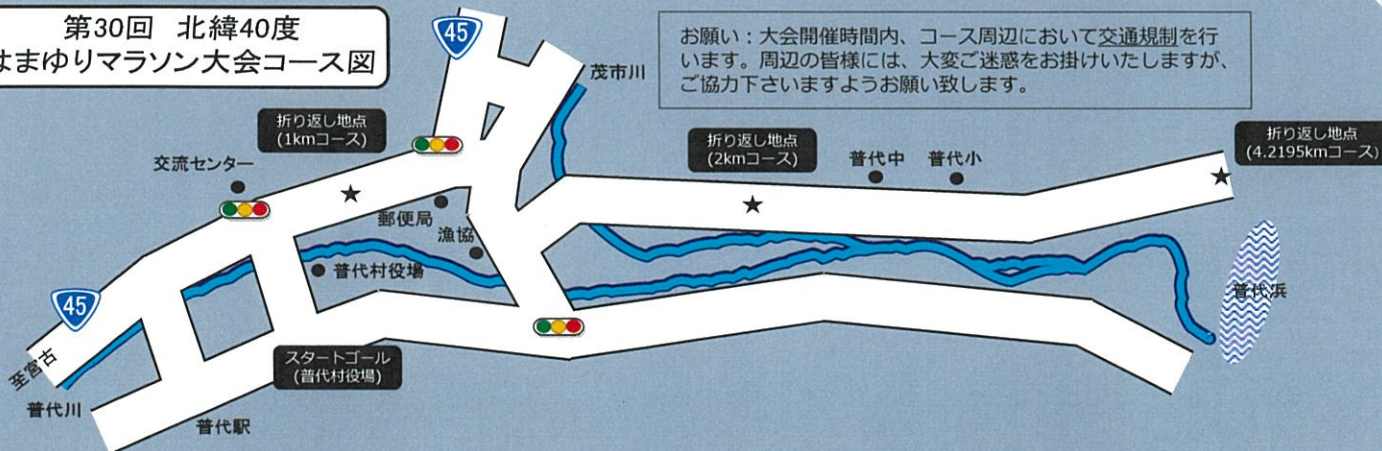 第30回 北緯40度
はまゆりマラソン大会コース図
45
お願い：大会開催時間内、コース周辺において交通規制を行
います。周辺の皆様には、大変ご迷惑をお掛けいたしますが、
ご協力下さいますようお願い致します。
茂市川
折り返し地点
(1kmコース)
折り返し地点
(2kmコース)
折り返し地点
(4.2195kmコース)
交流センター
普代中
普代小
郵便局
漁協
普代村役場
45
普代浜
至宮古
スタートゴール
(普代村役場)
普代川
普代駅